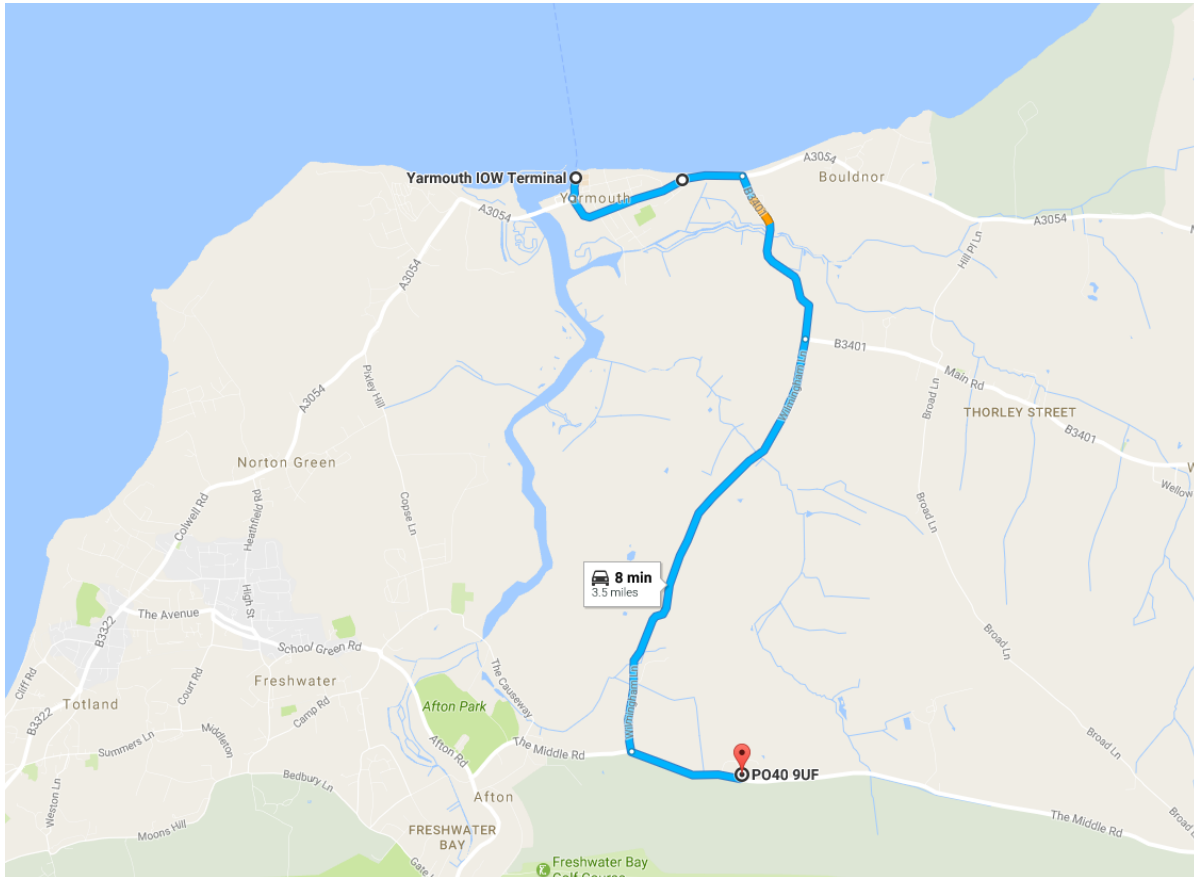 A3054
Bouldnor
Yarmouth IOW Terminal
Yarmouth
B3401
A3054
A3054
Hill Pl Ln
A3054
B3401
Wilmingham Ln
Main Rd
Pixley Hill
Broad Ln
A3054
THORLEY STREET
B3401
Norton Green
Wellow
Colwell Rd
Heathfield Rd
Copse Ln
Broad Ln
8 min
3.5 miles
High St
The Avenue
B3322
School Green Rd
Broad Ln
Cliff Rd
Court Rd
Freshwater
The Causeway
Totland
Camp Rd
Afton Park
Wilmingham Ln
B3322
Middleton
Summers Ln
Afton Rd
The Middle Rd
Broad Ln
PO40 9UF
Bedbury Ln
Weston Ln
Afton
The Middle Rd
Broad
Moons Hill
FRESHWATER
BAY
Gate
Freshwater Bay